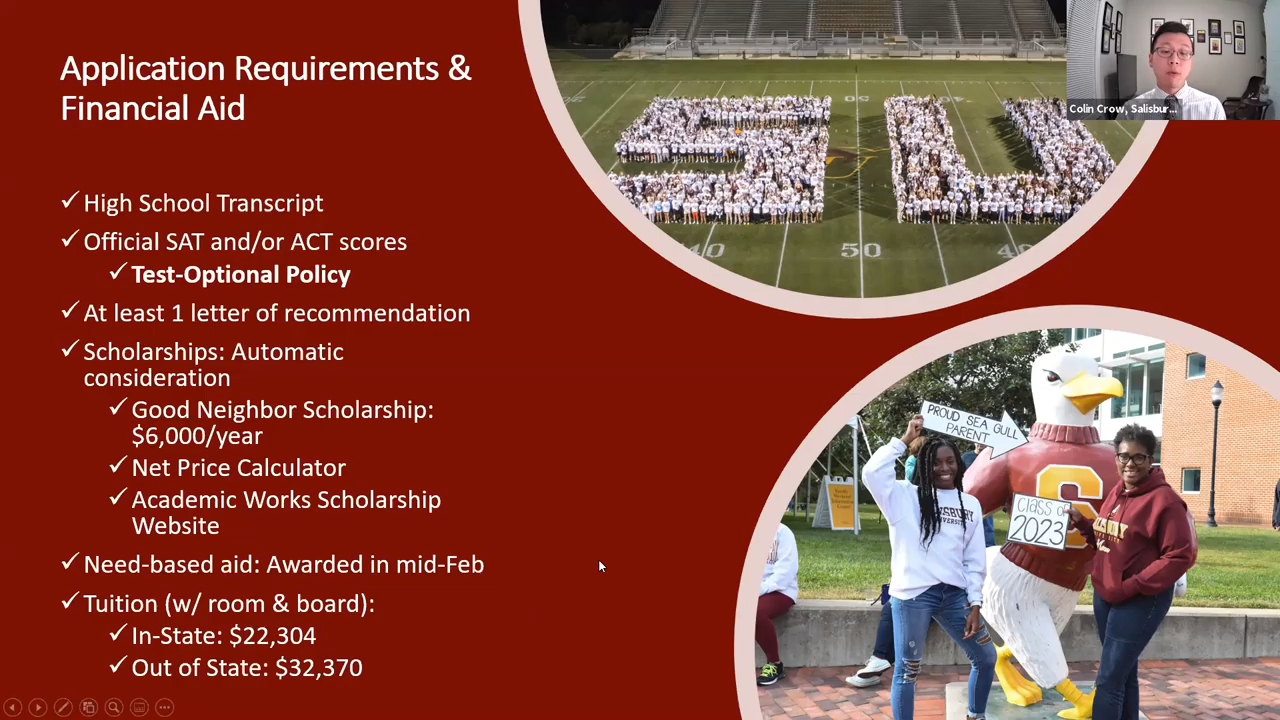 Application Requirements &
Financial Aid
High School Transcript
Official SAT and/or ACT scores
Test-Optional Policy
At least 1 letter of recommendation
Scholarships: Automatic
consideration
Good Neighbor Scholarship:
$6,000/year
Net Price Calculator
Academic Works Scholarship
Website
Need-based aid: Awarded in mid-Feb
Tuition (w/ room & board):
In-State: $22,304
Out of State: $32,370
50
50
Colin Crow, Salisbur...
PROUD SEA GULL
PARENT
S
CLASS OF
2023